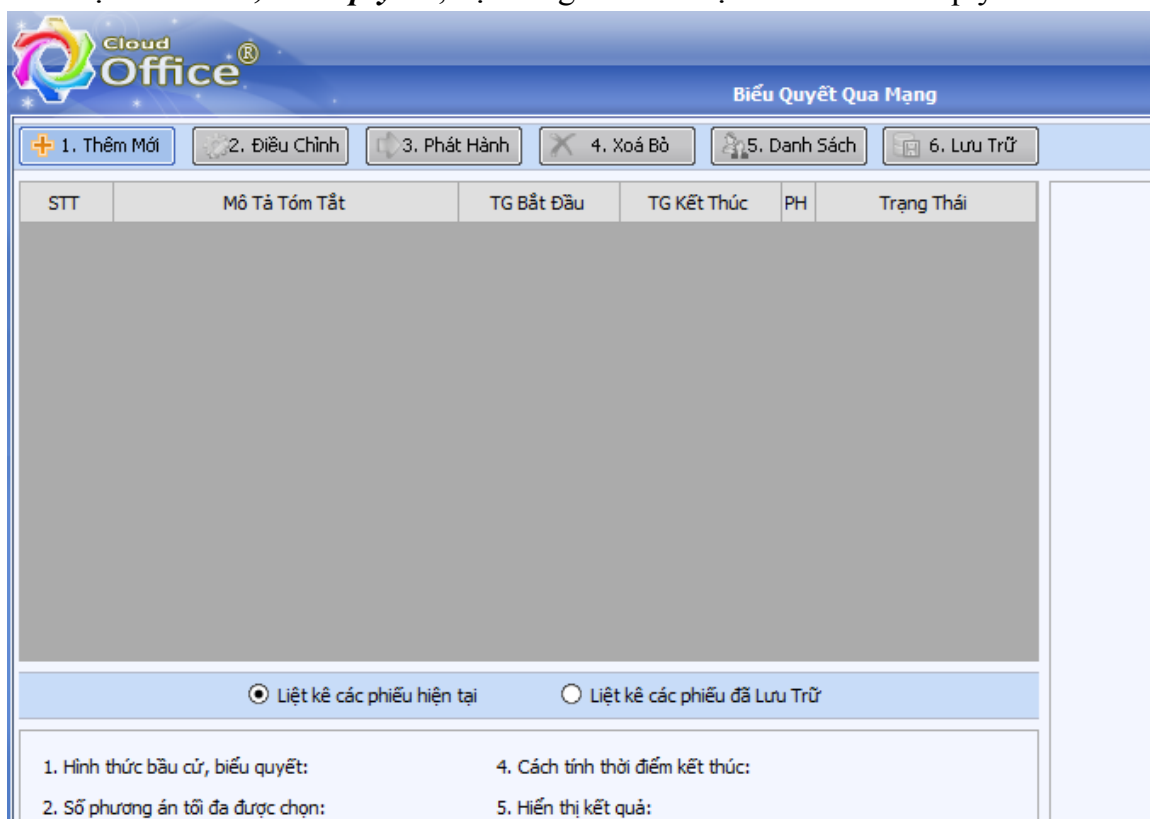 Cloud
Office®
Biểu Quyết Qua Mạng
1. Thêm Mới 2. Điều Chỉnh 3. Phát Hành 4. Xoá Bỏ 5. Danh Sách 6. Lưu Trữ
STT Mô Tả Tóm Tắt TG Bắt Đầu TG Kết Thúc PH Trạng Thái
Liệt kê các phiếu hiện tại Liệt kê các phiếu đã Lưu Trữ
1. Hình thức bầu cử, biểu quyết: 4. Cách tính thời điểm kết thúc:
2. Số phương án tối đa được chọn: 5. Hiển thị kết quả: